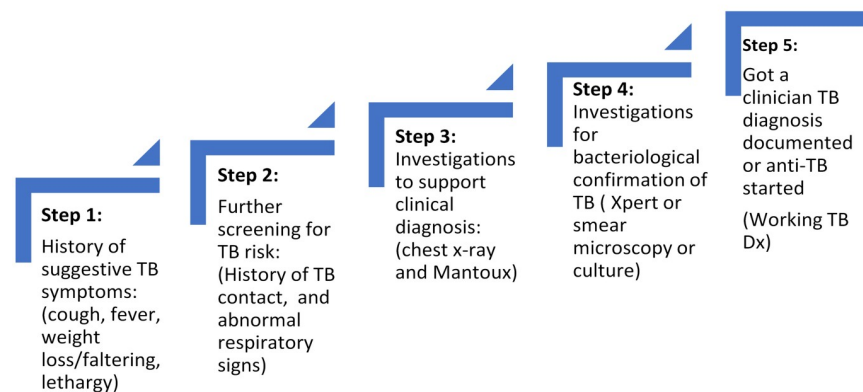 Step 1:
History of
suggestive TB
symptoms:
(cough, fever,
weight
loss/faltering,
lethargy)
Step 2:
Further
screening for
TB risk:
(History of TB
contact, and
abnormal
respiratory
signs)
Step 3:
Investigations
to support
clinical
diagnosis:
(chest x-ray
and Mantoux)
Step 4:
Investigations
for
bacteriological
confirmation of
TB ( Xpert or
smear
microscopy or
culture)
Step 5:
Got a
clinician TB
diagnosis
documented
or anti-TB
started
(Working TB
Dx)